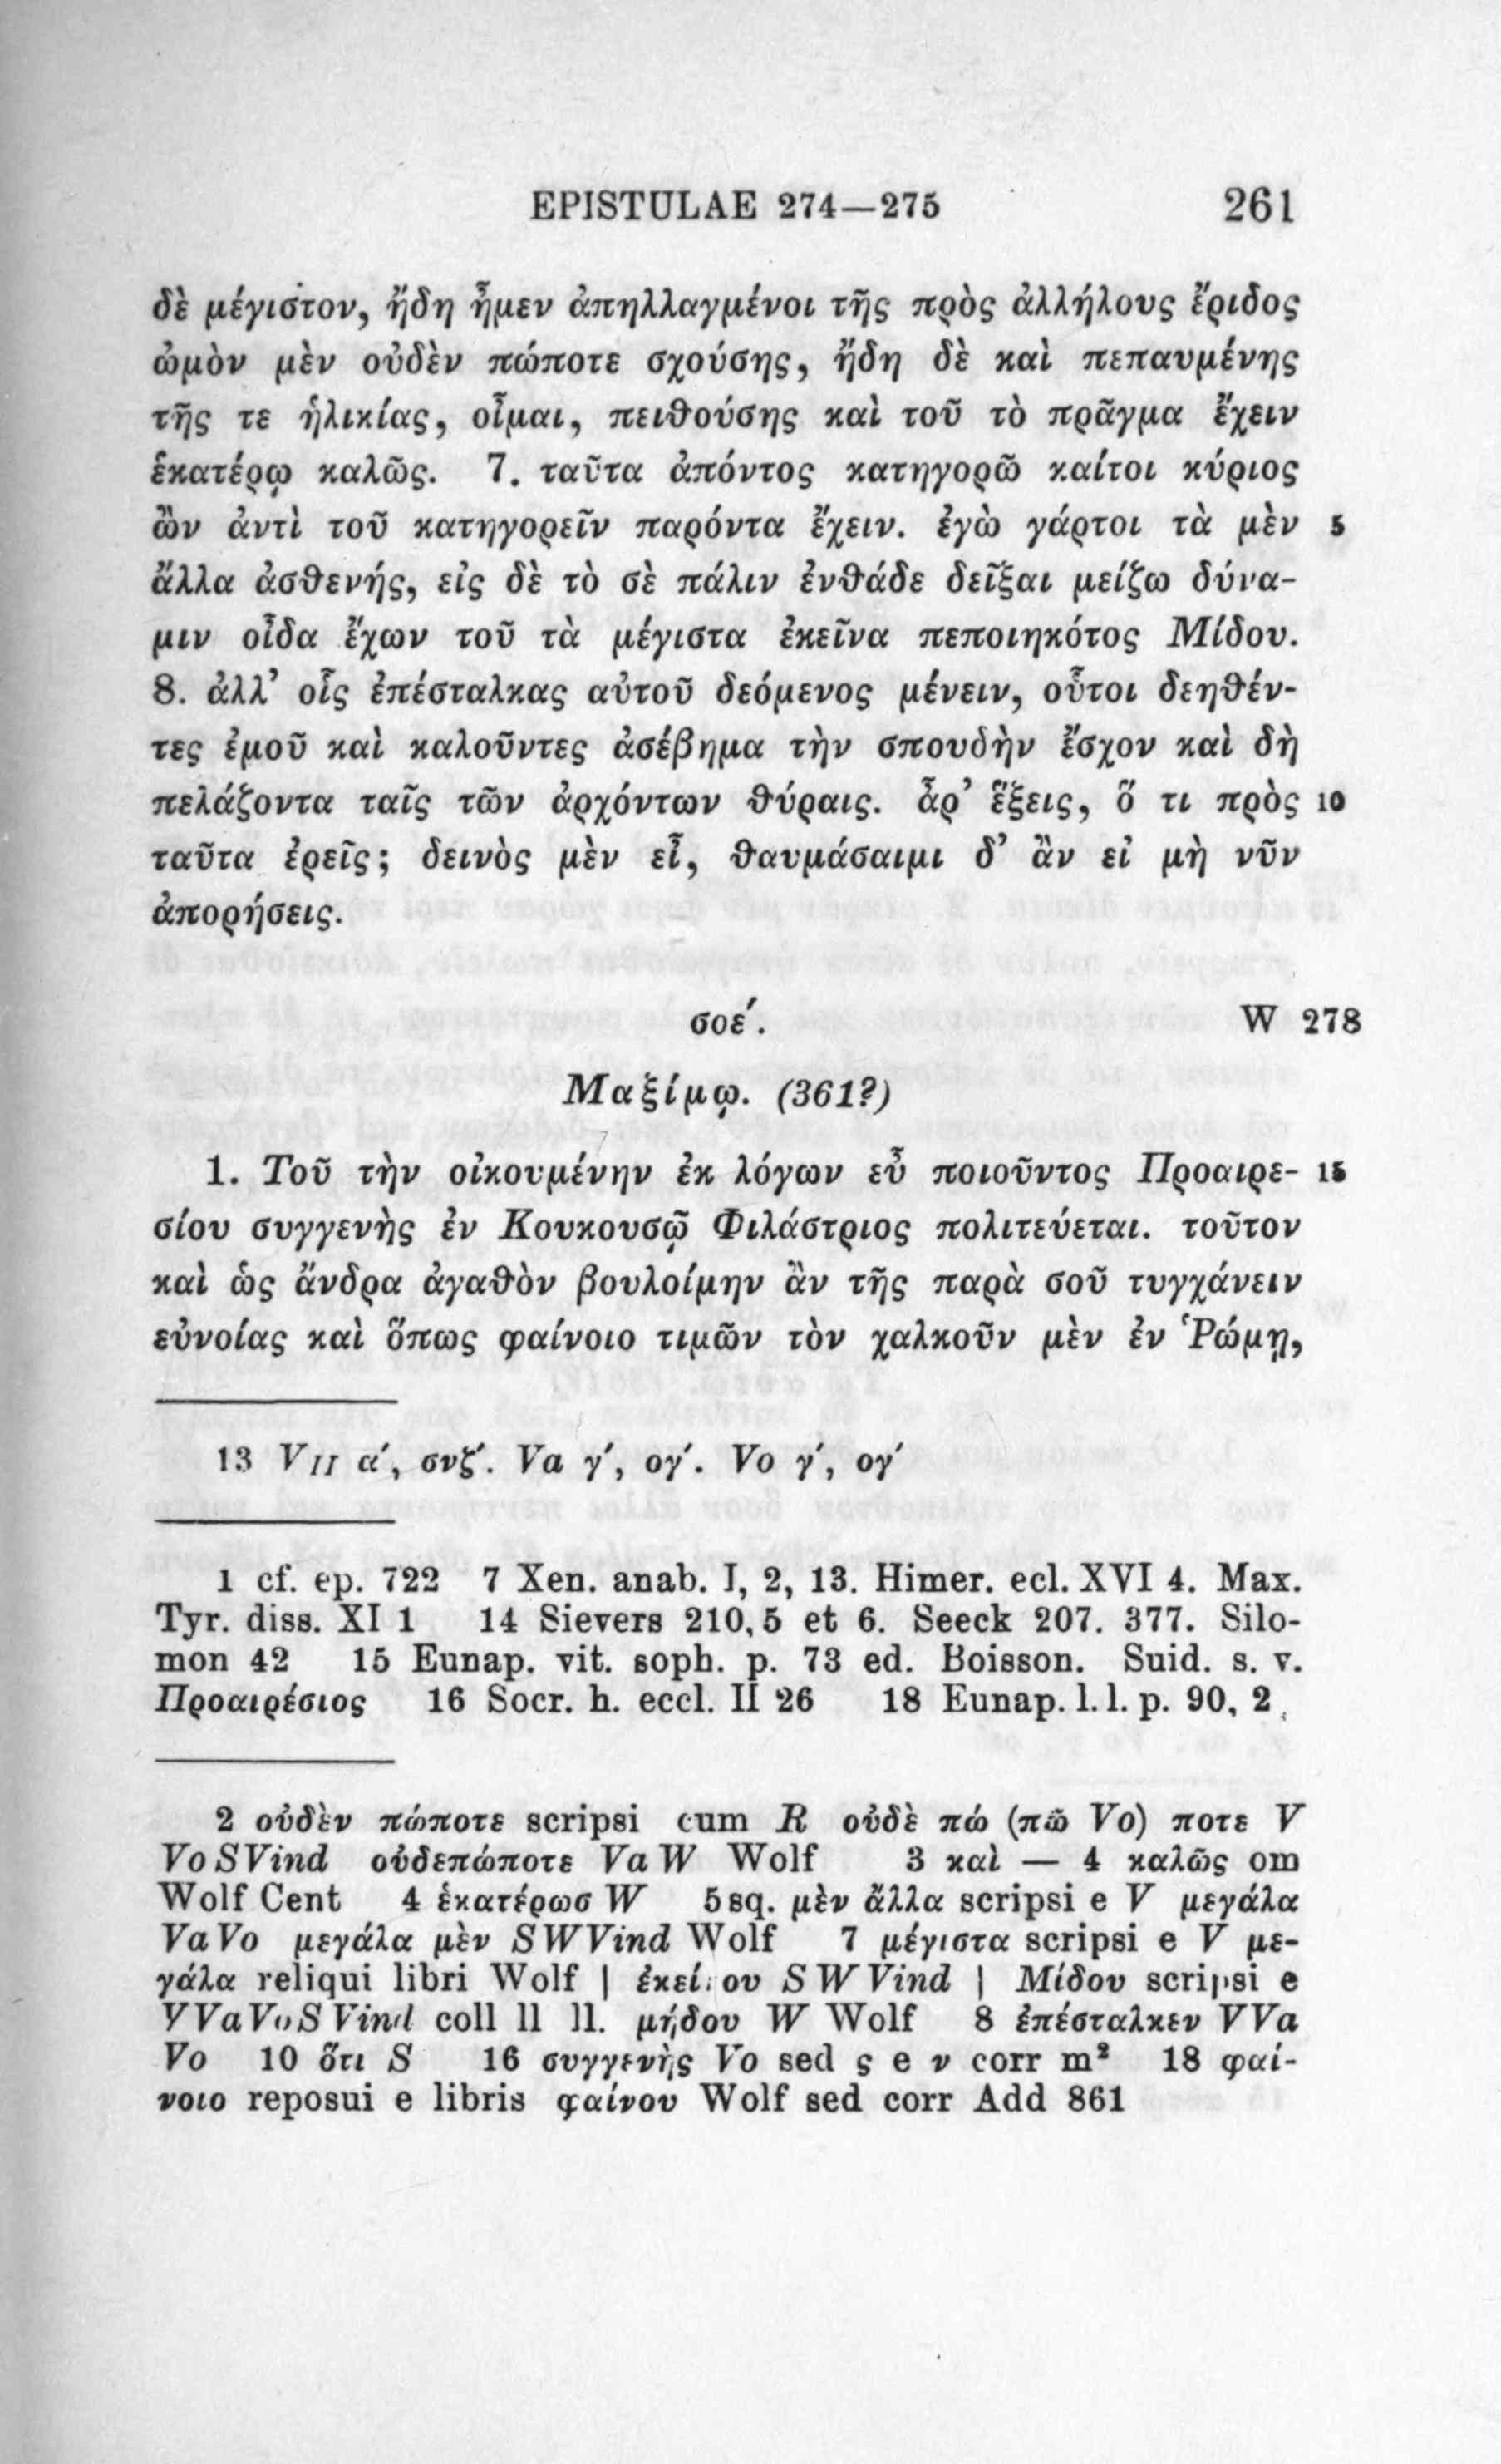 EPISTULAE 274—275 261
δὲ μέγιστον, ἤδη ἦμεν ἀπηλλαγμένοι τῆς πρὸς ἀλλήλους ἔριδος
ὠμὸν μὲν οὐδὲν πώποτε σχούσης, ἤδη δὲ καὶ πεπαυμένης
τῆς τε ἡλικίας, οἶμαι, πειθούσης καὶ τοῦ τὸ πρᾶγμα ἔχειν
ἑκατέρῳ καλῶς. 7. ταῦτα ἀπόντος κατηγορῶ καίτοι κύριος
ὢν ἀντὶ τοῦ κατηγορεῖν παρόντα ἔχειν. ἐγὼ γάρτοι τὰ μὲν 5
ἄλλα ἀσθενής, εἰς δὲ τὸ σὲ πάλιν ἐνθάδε δεῖξαι μείζω δύνα-
μιν οἶδα ἔχων τοῦ τὰ μέγιστα ἐκεῖνα πεποιηκότος Μίδου.
8. ἀλλ’ οἷς ἐπέσταλκας αὐτοῦ δεόμενος μένειν, οὗτοι δεηθέν-
τες ἐμοῦ καὶ καλοῦντες ἀσέβημα τὴν σπουδὴν ἔσχον καὶ δὴ
πελάζοντα ταῖς τῶν ἀρχόντων θύραις. ἆρ’ ἕξεις, ὅ τι πρὸς 10
ταῦτα ἐρεῖς; δεινὸς μὲν εἶ, θαυμάσαιμι δ’ ἂν εἰ μὴ νῦν
ἀπορήσεις.
σοε´. W 278
Μαξίμῳ. (361?)
1. Τοῦ τὴν οἰκουμένην ἐκ λόγων εὖ ποιοῦντος Προαιρε- 15
σίου συγγενὴς ἐν Κουκουσῷ Φιλάστριος πολιτεύεται. τοῦτον
καὶ ὡς ἄνδρα ἀγαθὸν βουλοίμην ἂν τῆς παρὰ σοῦ τυγχάνειν
εὐνοίας καὶ ὅπως φαίνοιο τιμῶν τὸν χαλκοῦν μὲν ἐν Ῥώμῃ,
13 V II α´, σνζ´. Va γ´, ογ´. Vo γ´, ογ´
1 cf. ep. 722 7 Xen. anab. I, 2, 13. Himer. ecl. XVI 4. Max.
Tyr. diss. XI 1 14 Sievers 210, 5 et 6. Seeck 207. 377. Silo-
mon 42 15 Eunap. vit. soph. p. 73 ed. Boisson. Suid. s. v.
Προαιρέσιος 16 Socr. h. eccl. II 26 18 Eunap. l. l. p. 90, 2
2 οὐδὲν πώποτε scripsi cum R οὐδὲ πώ (πῶ Vo) ποτε V
Vo S Vind οὐδεπώποτε Va W Wolf 3 καὶ — 4 καλῶς om
Wolf Cent 4 ἑκατέρωσ W 5 sq. μὲν ἄλλα scripsi e V μεγάλα
Va Vo μεγάλα μὲν S W Vind Wolf 7 μέγιστα scripsi e V με-
γάλα reliqui libri Wolf | ἐκείνου S W Vind | Μίδου scripsi e
V Va Vo S Vind coll ll ll. μήδου W Wolf 8 ἐπέσταλκεν V Va
Vo 10 ὅτι S 16 συγγενὴς Vo sed ς e ν corr m² 18 φαί-
νοιο reposui e libris φαίνου Wolf sed corr Add 861